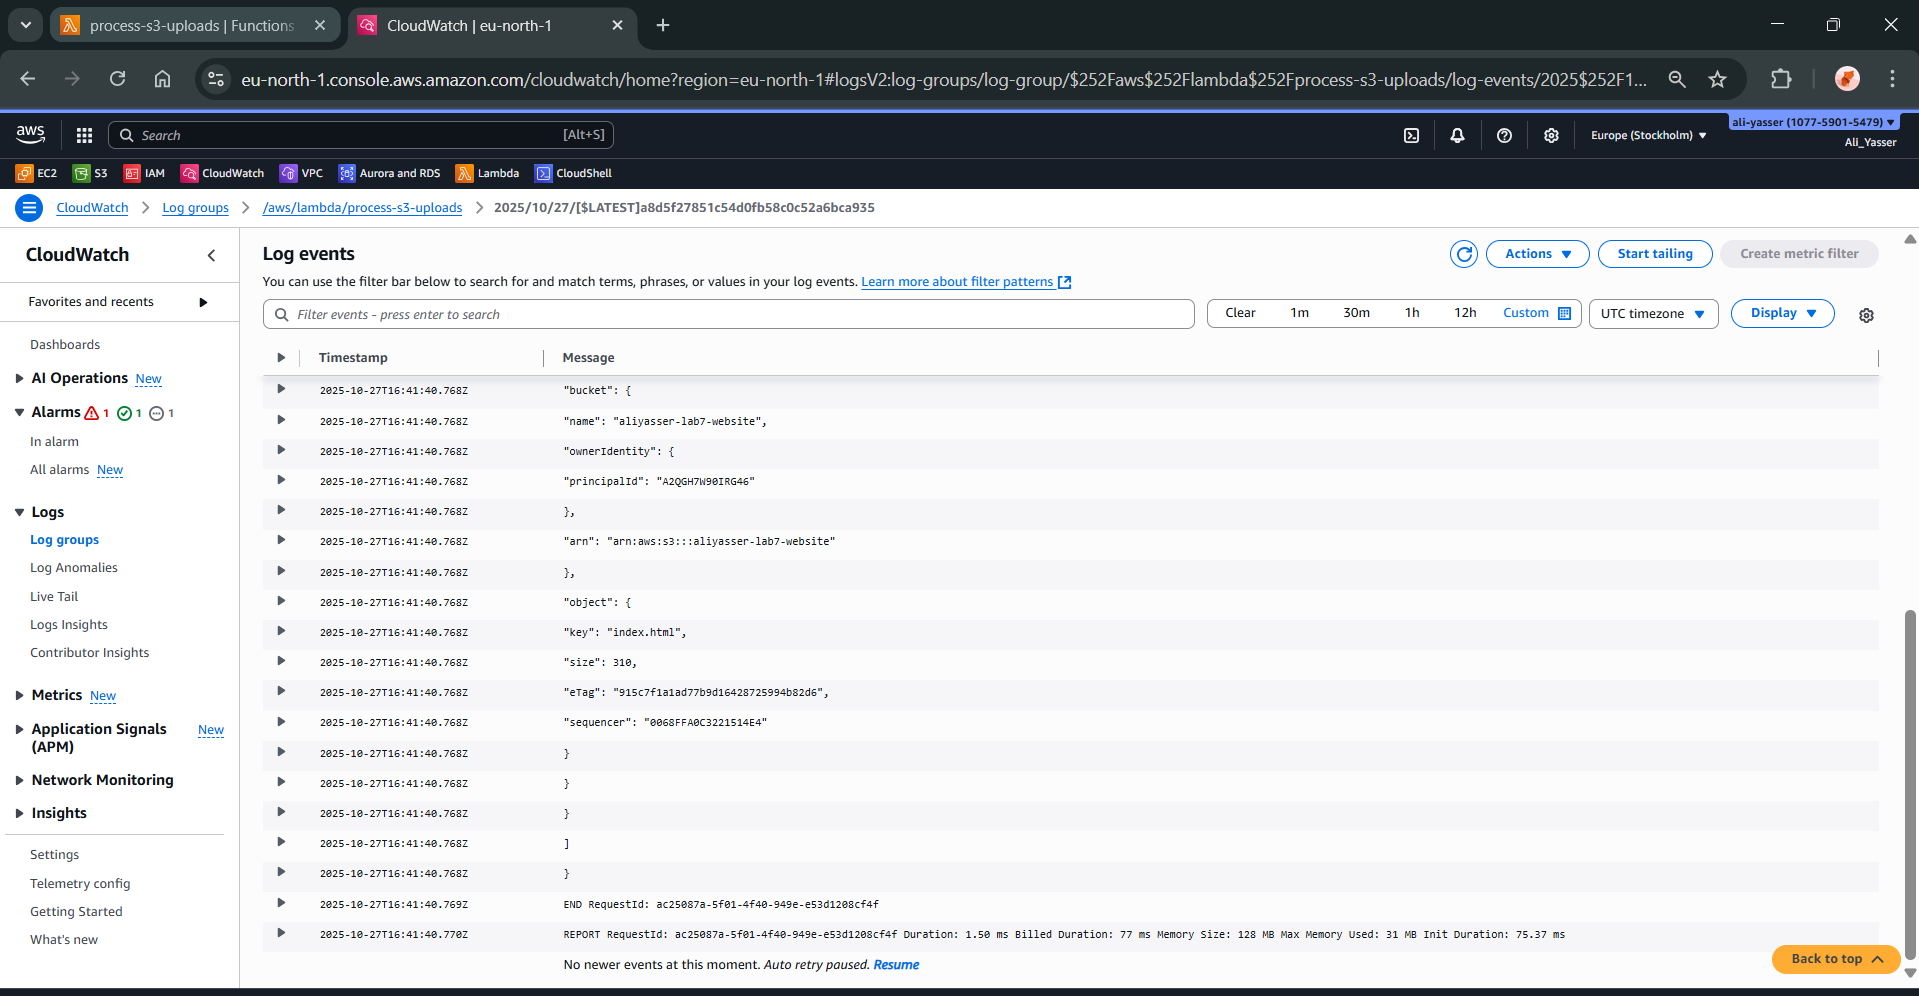 process-s3-uploads | Functions
CloudWatch | eu-north-1
eu-north-1.console.aws.amazon.com/cloudwatch/home?region=eu-north-1#logsV2:log-groups/log-group/$252Faws$252Flambda$252Fprocess-s3-uploads/log-events/2025$252F1...
aws
Search
[Alt+S]
Europe (Stockholm)
ali-yasser (1077-5901-5479)
Ali_Yasser
EC2 S3 IAM CloudWatch VPC Aurora and RDS Lambda CloudShell
CloudWatch
Log groups
/aws/lambda/process-s3-uploads
2025/10/27/[$LATEST]a8d5f27851c54d0fb58c0c52a6bca935
CloudWatch
Favorites and recents
Dashboards
AI Operations New
Alarms 1 1 1
In alarm
All alarms New
Logs
Log groups
Log Anomalies
Live Tail
Logs Insights
Contributor Insights
Metrics New
Application Signals (APM) New
Network Monitoring
Insights
Settings
Telemetry config
Getting Started
What's new
Log events
Actions
Start tailing
Create metric filter
You can use the filter bar below to search for and match terms, phrases, or values in your log events. Learn more about filter patterns
Filter events - press enter to search
Clear 1m 30m 1h 12h Custom
UTC timezone
Display
Timestamp Message
2025-10-27T16:41:40.768Z "bucket": {
2025-10-27T16:41:40.768Z "name": "aliyasser-lab7-website",
2025-10-27T16:41:40.768Z "ownerIdentity": {
2025-10-27T16:41:40.768Z "principalId": "A2QGH7W90IRG46"
2025-10-27T16:41:40.768Z },
2025-10-27T16:41:40.768Z "arn": "arn:aws:s3:::aliyasser-lab7-website"
2025-10-27T16:41:40.768Z },
2025-10-27T16:41:40.768Z "object": {
2025-10-27T16:41:40.768Z "key": "index.html",
2025-10-27T16:41:40.768Z "size": 310,
2025-10-27T16:41:40.768Z "eTag": "915c7f1a1ad77b9d16428725994b82d6",
2025-10-27T16:41:40.768Z "sequencer": "0068FFA0C3221514E4"
2025-10-27T16:41:40.768Z }
2025-10-27T16:41:40.768Z }
2025-10-27T16:41:40.768Z }
2025-10-27T16:41:40.768Z ]
2025-10-27T16:41:40.768Z }
2025-10-27T16:41:40.769Z END RequestId: ac25087a-5f01-4f40-949e-e53d1208cf4f
2025-10-27T16:41:40.770Z REPORT RequestId: ac25087a-5f01-4f40-949e-e53d1208cf4f Duration: 1.50 ms Billed Duration: 77 ms Memory Size: 128 MB Max Memory Used: 31 MB Init Duration: 75.37 ms
No newer events at this moment. Auto retry paused. Resume
Back to top